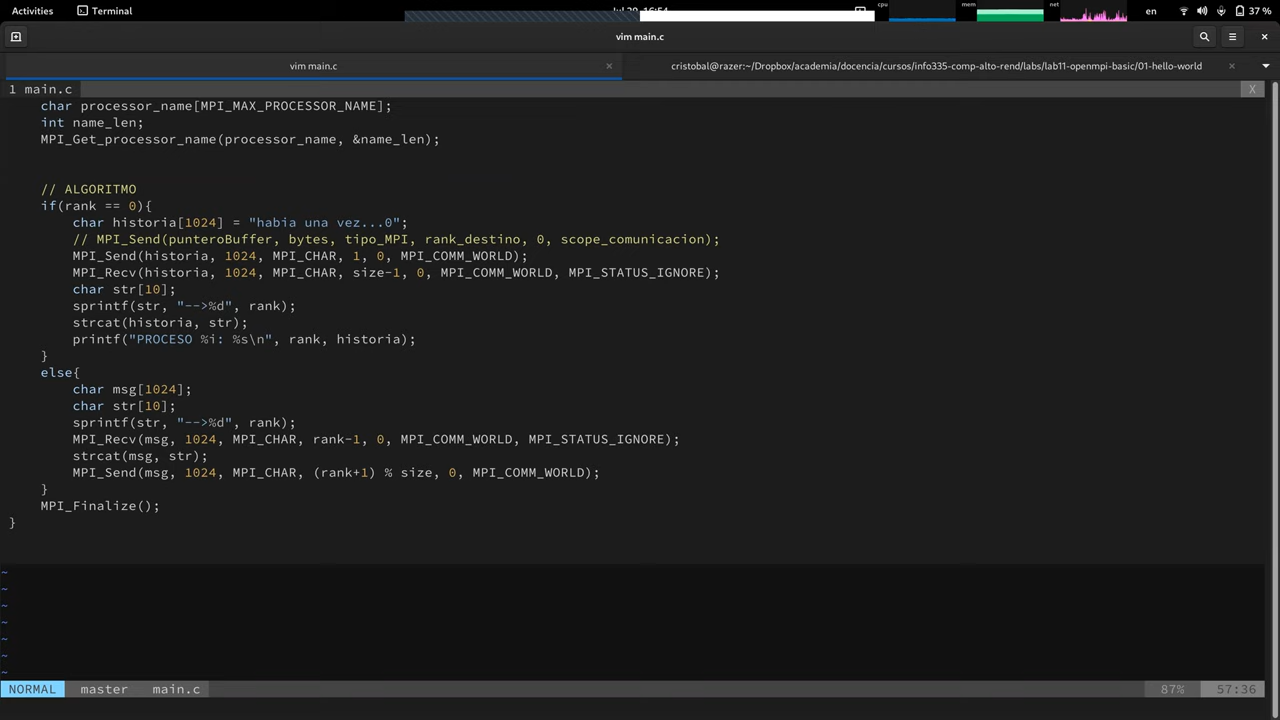 Activities
Terminal
cpu
mem
net
en
37 %
vim main.c
vim main.c
cristobal@razer:~/Dropbox/academia/docencia/cursos/info335-comp-alto-rend/labs/lab11-openmpi-basic/01-hello-world
1 main.c
X
char processor_name[MPI_MAX_PROCESSOR_NAME];
int name_len;
MPI_Get_processor_name(processor_name, &name_len);
// ALGORITMO
if(rank == 0){
char historia[1024] = "habia una vez...0";
// MPI_Send(punteroBuffer, bytes, tipo_MPI, rank_destino, 0, scope_comunicacion);
MPI_Send(historia, 1024, MPI_CHAR, 1, 0, MPI_COMM_WORLD);
MPI_Recv(historia, 1024, MPI_CHAR, size-1, 0, MPI_COMM_WORLD, MPI_STATUS_IGNORE);
char str[10];
sprintf(str, "-->%d", rank);
strcat(historia, str);
printf("PROCESO %i: %s\n", rank, historia);
}
else{
char msg[1024];
char str[10];
sprintf(str, "-->%d", rank);
MPI_Recv(msg, 1024, MPI_CHAR, rank-1, 0, MPI_COMM_WORLD, MPI_STATUS_IGNORE);
strcat(msg, str);
MPI_Send(msg, 1024, MPI_CHAR, (rank+1) % size, 0, MPI_COMM_WORLD);
}
MPI_Finalize();
}
~
~
~
~
~
~
~
NORMAL
master
main.c
87%
57:36